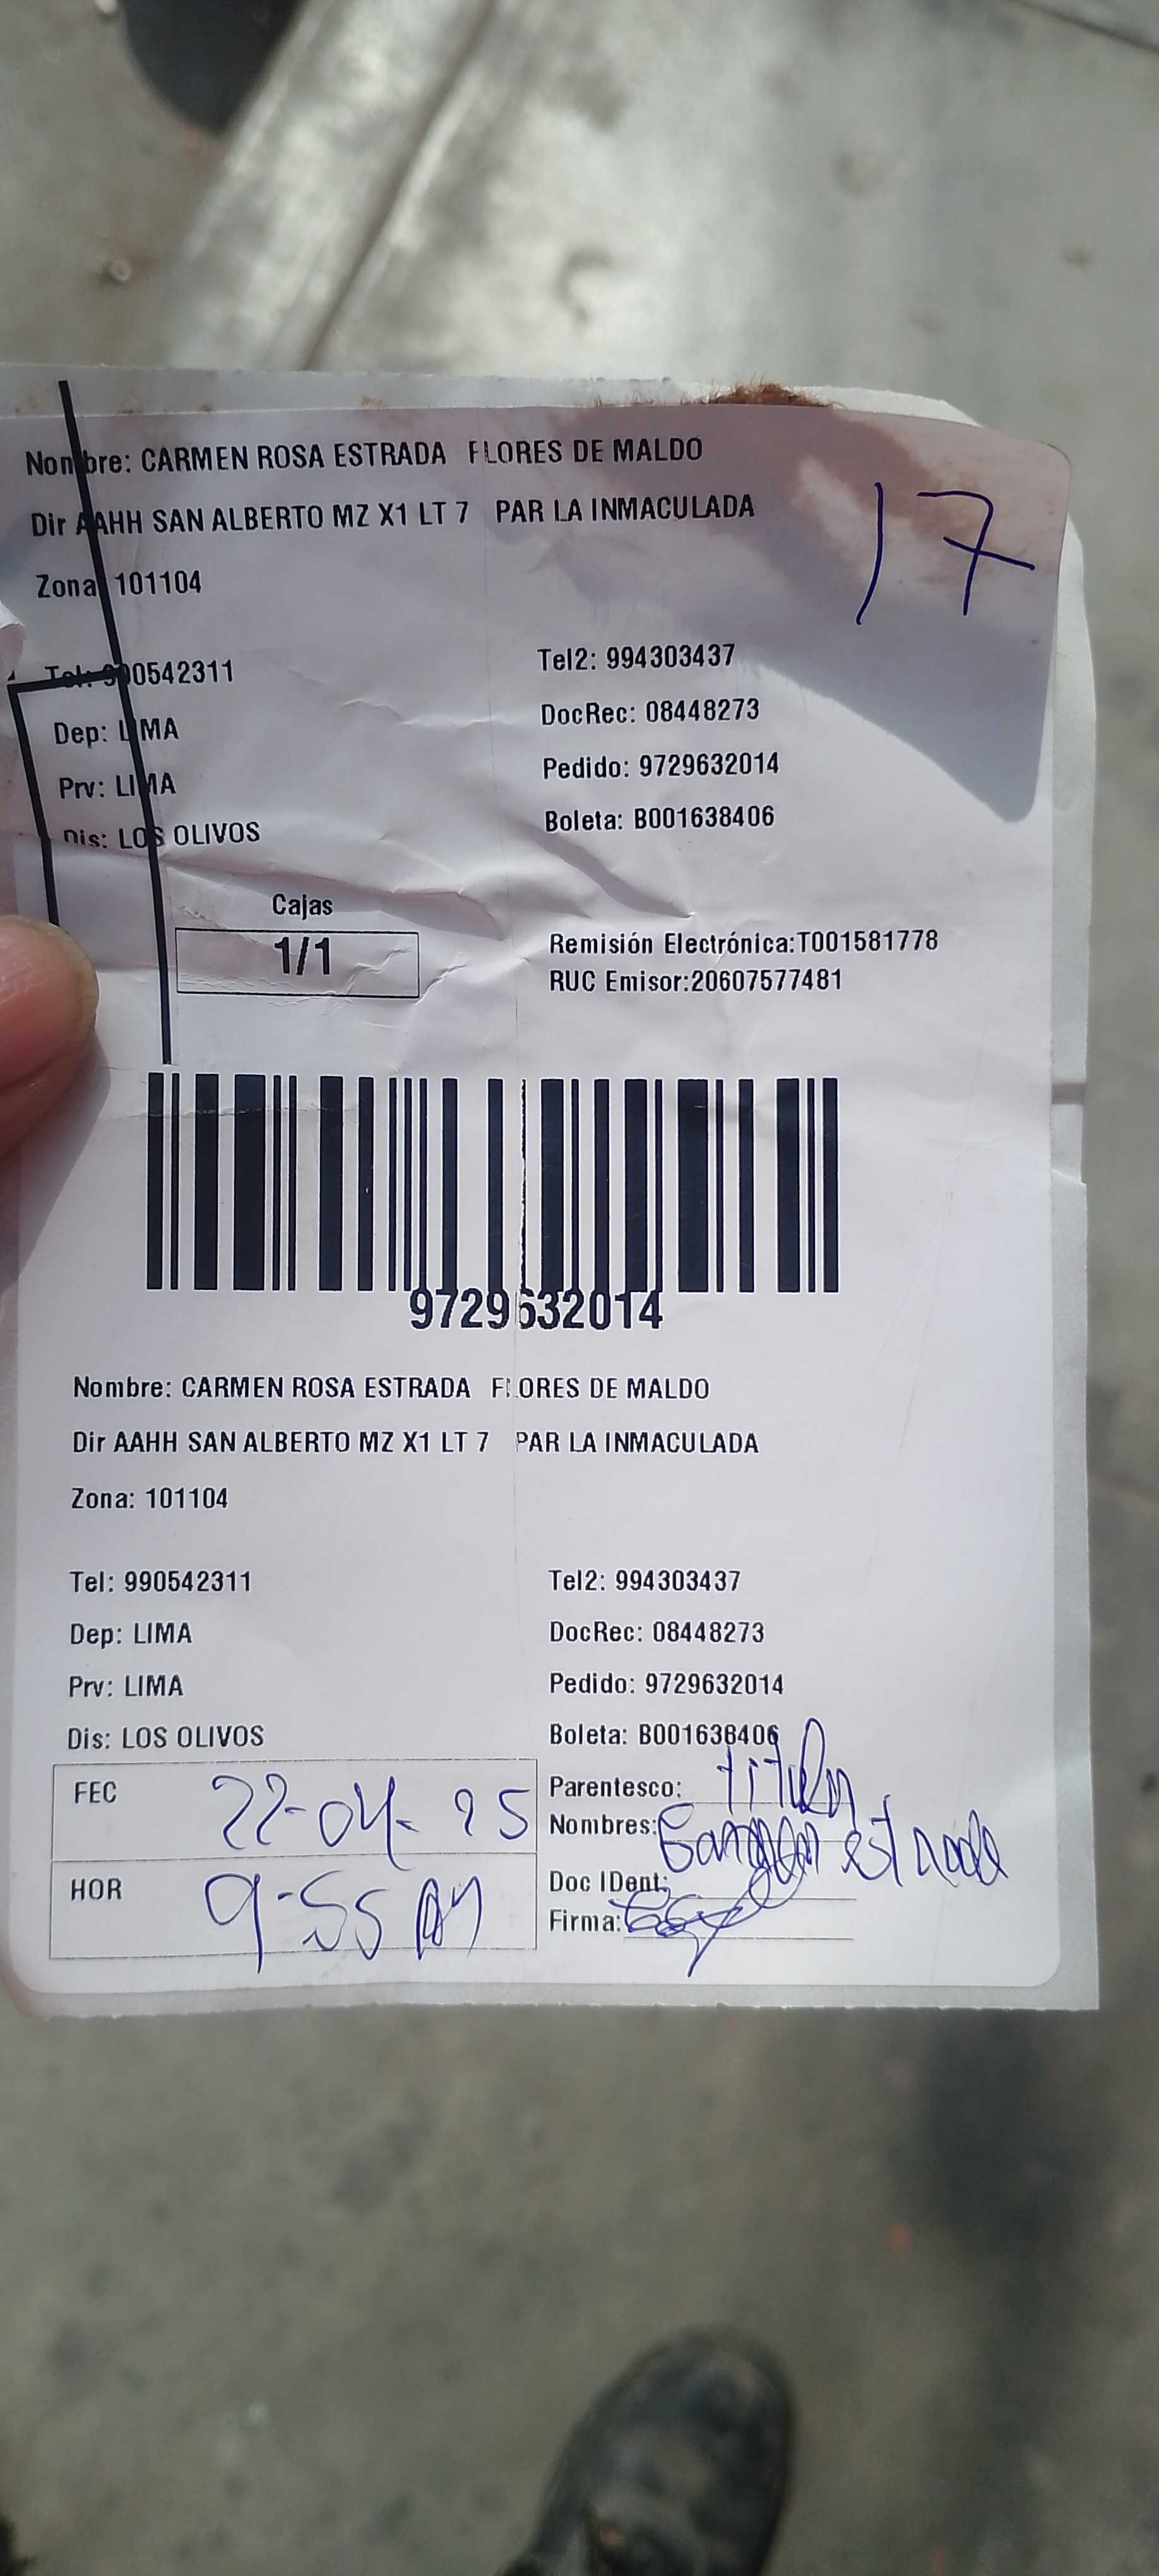 Nombre: CARMEN ROSA ESTRADA FLORES DE MALDO
Dir AAHH SAN ALBERTO MZ X1 LT 7 PAR LA INMACULADA
17
Zona: 101104
Tel: 990542311 Tel2: 994303437
Dep: LIMA DocRec: 08448273
Prv: LIMA Pedido: 9729632014
Dis: LOS OLIVOS Boleta: B001638406
Cajas
1/1
Remisión Electrónica:T001581778
RUC Emisor:20607577481
9729632014
Nombre: CARMEN ROSA ESTRADA FLORES DE MALDO
Dir AAHH SAN ALBERTO MZ X1 LT 7 PAR LA INMACULADA
Zona: 101104
Tel: 990542311 Tel2: 994303437
Dep: LIMA DocRec: 08448273
Prv: LIMA Pedido: 9729632014
Dis: LOS OLIVOS Boleta: B001638406
FEC 22-04-25 Parentesco:
Nombres: estrada
HOR 9-55 AM Doc IDent:
Firma: